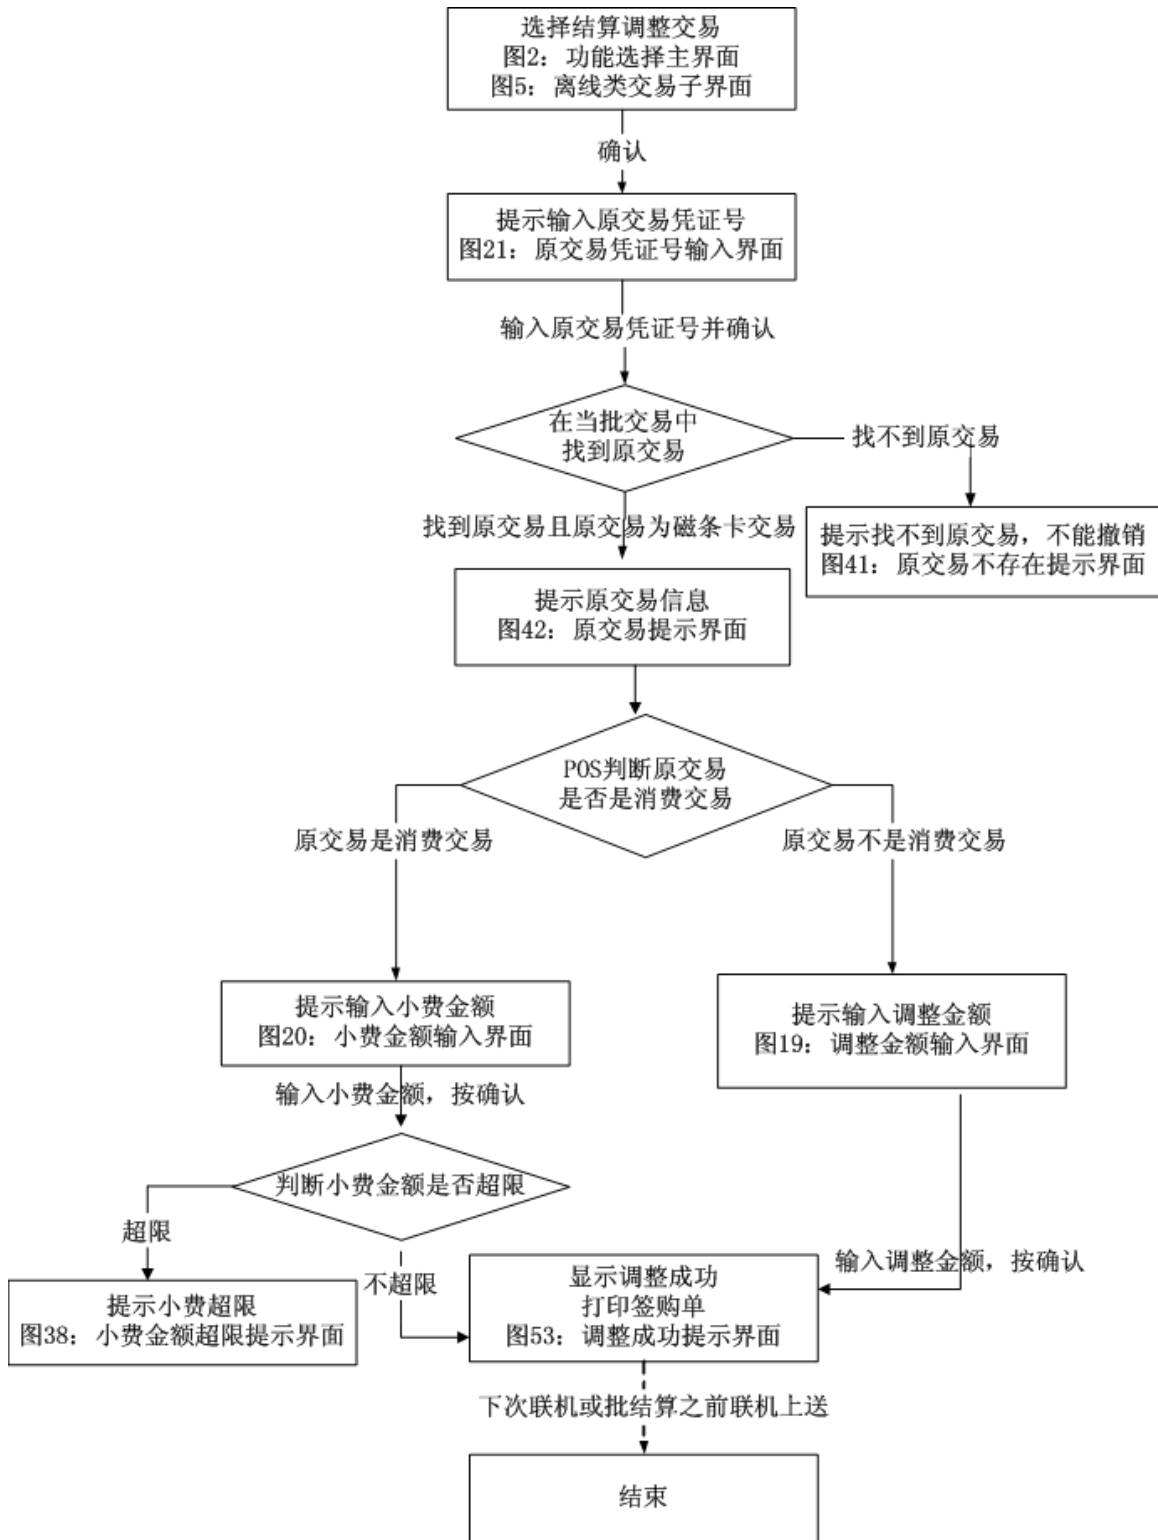 选择结算调整交易
图2：功能选择主界面
图5：离线类交易子界面
确认
提示输入原交易凭证号
图21：原交易凭证号输入界面
输入原交易凭证号并确认
在当批交易中
找到原交易
找不到原交易
找到原交易且原交易为磁条卡交易
提示找不到原交易，不能撤销
图41：原交易不存在提示界面
提示原交易信息
图42：原交易提示界面
POS判断原交易
是否是消费交易
原交易是消费交易
原交易不是消费交易
提示输入小费金额
图20：小费金额输入界面
提示输入调整金额
图19：调整金额输入界面
输入小费金额，按确认
判断小费金额是否超限
超限
不超限
输入调整金额，按确认
提示小费超限
图38：小费金额超限提示界面
显示调整成功
打印签购单
图53：调整成功提示界面
下次联机或批结算之前联机上送
结束